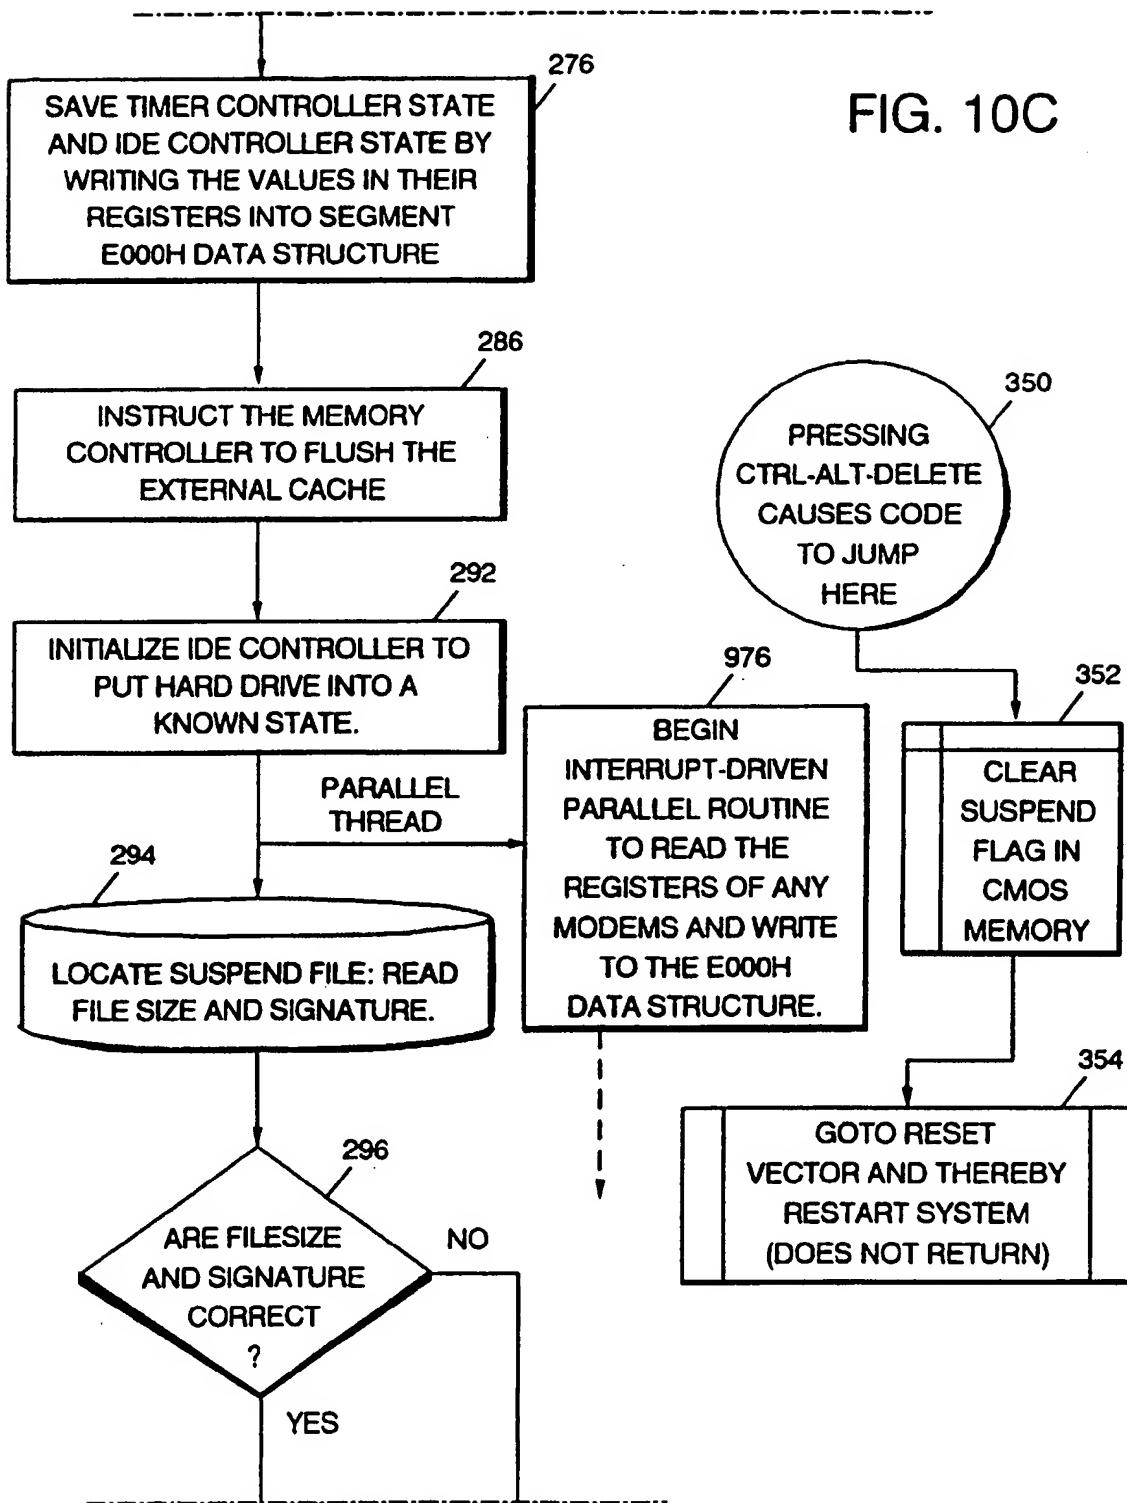 FIG. 10C
276
SAVE TIMER CONTROLLER STATE
AND IDE CONTROLLER STATE BY
WRITING THE VALUES IN THEIR
REGISTERS INTO SEGMENT
E000H DATA STRUCTURE
286
INSTRUCT THE MEMORY
CONTROLLER TO FLUSH THE
EXTERNAL CACHE
292
INITIALIZE IDE CONTROLLER TO
PUT HARD DRIVE INTO A
KNOWN STATE.
PARALLEL
THREAD
976
BEGIN
INTERRUPT-DRIVEN
PARALLEL ROUTINE
TO READ THE
REGISTERS OF ANY
MODEMS AND WRITE
TO THE E000H
DATA STRUCTURE.
294
LOCATE SUSPEND FILE: READ
FILE SIZE AND SIGNATURE.
296
ARE FILESIZE
AND SIGNATURE
CORRECT
?
NO
YES
350
PRESSING
CTRL-ALT-DELETE
CAUSES CODE
TO JUMP
HERE
352
CLEAR
SUSPEND
FLAG IN
CMOS
MEMORY
354
GOTO RESET
VECTOR AND THEREBY
RESTART SYSTEM
(DOES NOT RETURN)